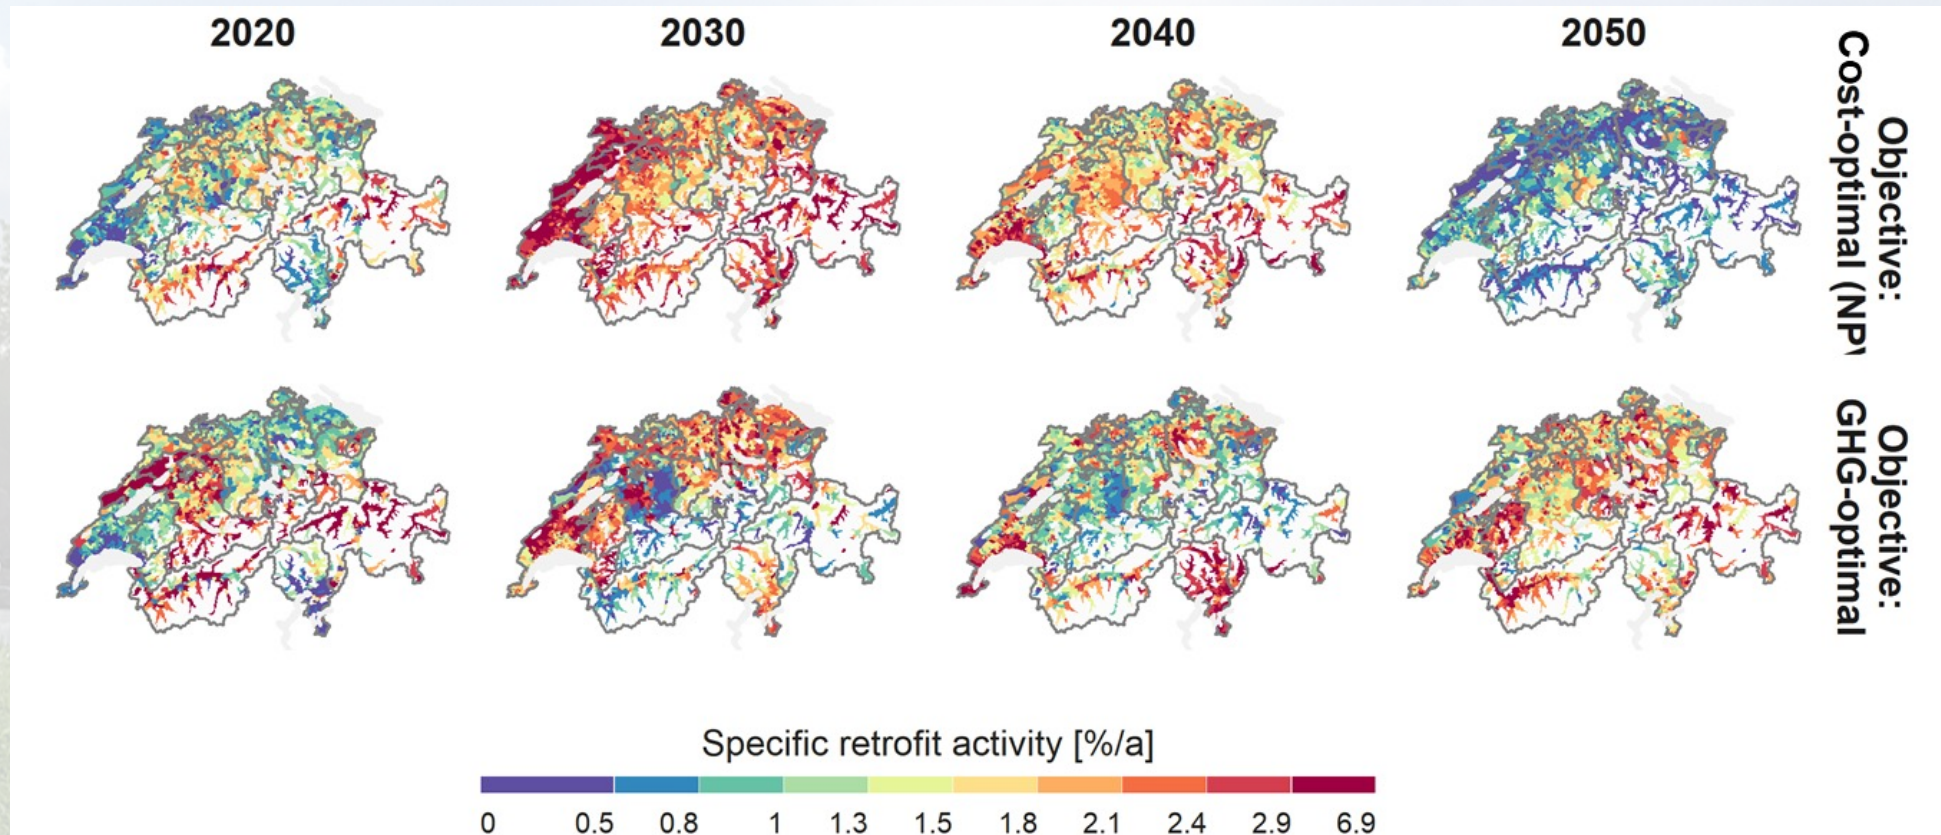 2020 2030 2040 2050
Objective:
Cost-optimal (NPV
Objective:
GHG-optimal
Specific retrofit activity [%/a]
0 0.5 0.8 1 1.3 1.5 1.8 2.1 2.4 2.9 6.9